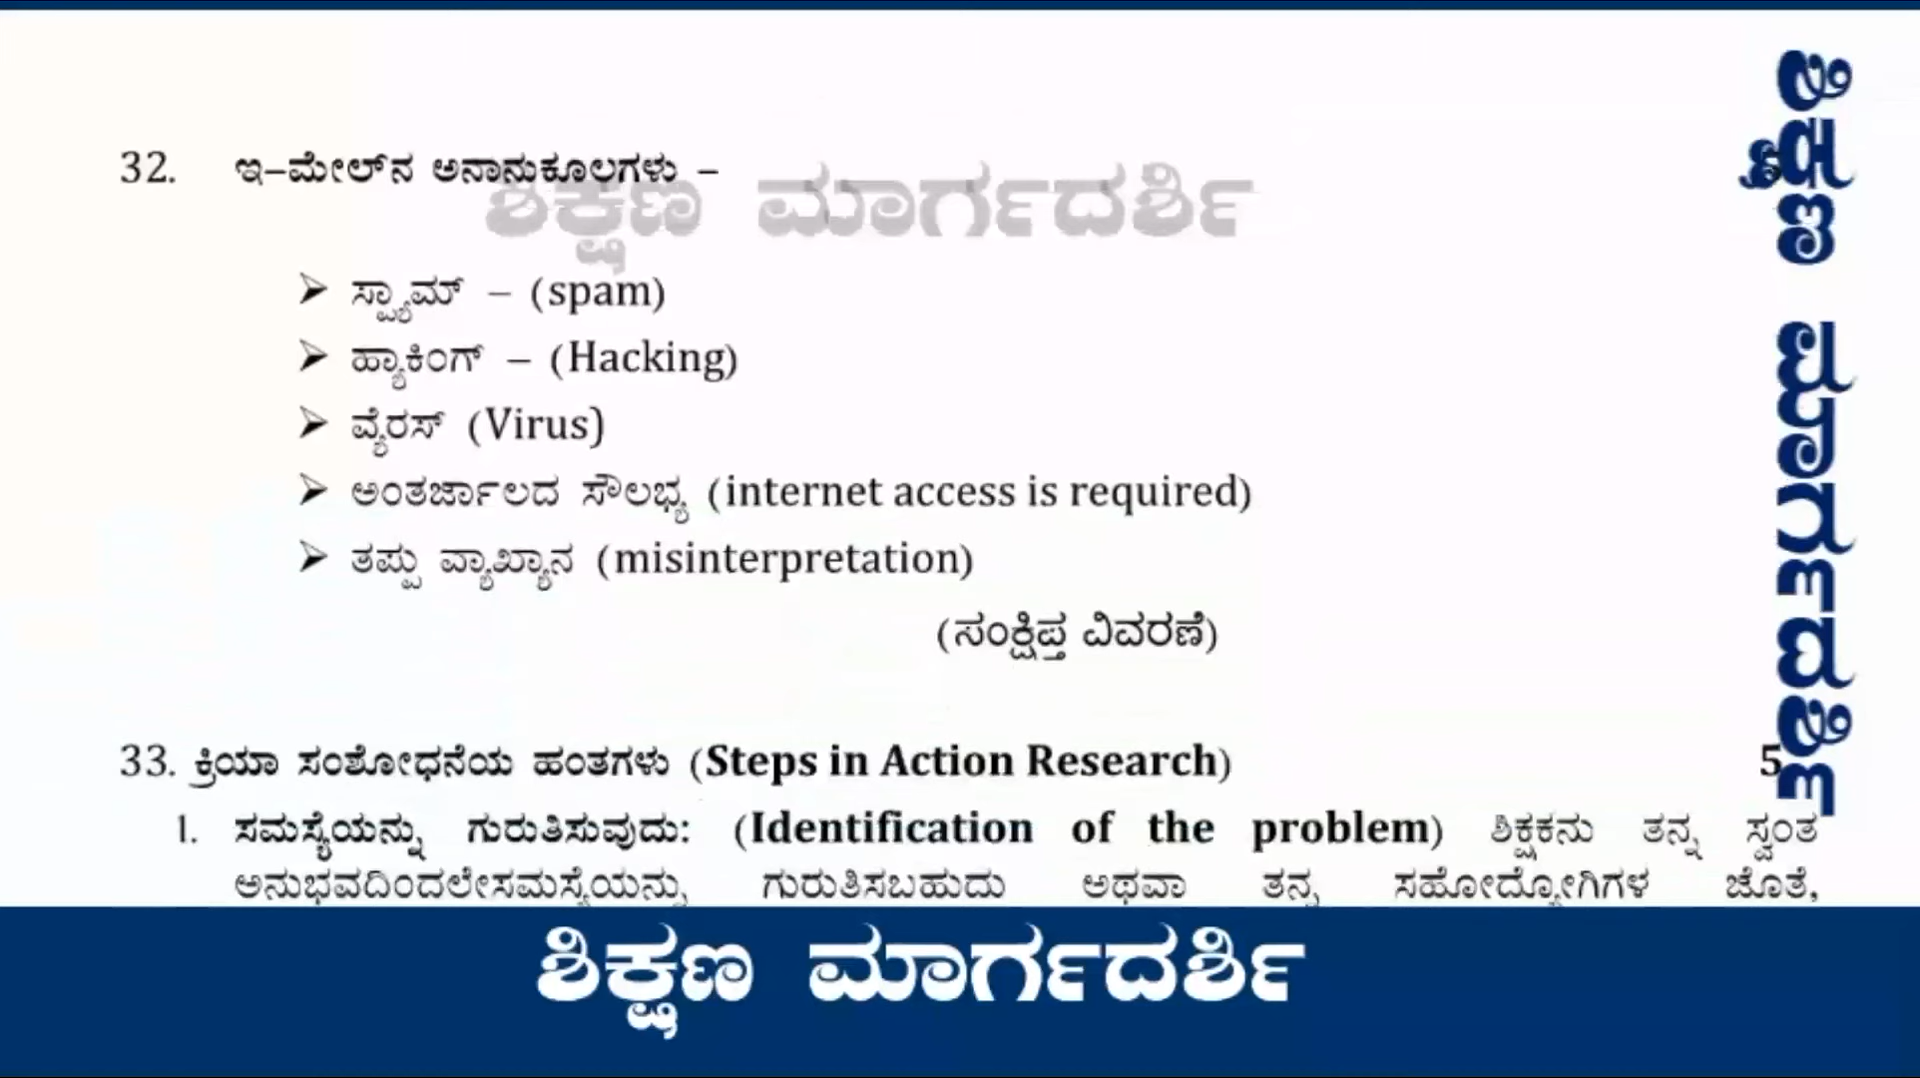 32. ಇ–ಮೇಲ್‌ನ ಅನಾನುಕೂಲಗಳು –
ಶಿಕ್ಷಣ ಮಾರ್ಗದರ್ಶಿ
➢ ಸ್ಪ್ಯಾಮ್ – (spam)
➢ ಹ್ಯಾಕಿಂಗ್ – (Hacking)
➢ ವೈರಸ್ (Virus)
➢ ಅಂತರ್ಜಾಲದ ಸೌಲಭ್ಯ (internet access is required)
➢ ತಪ್ಪು ವ್ಯಾಖ್ಯಾನ (misinterpretation)
(ಸಂಕ್ಷಿಪ್ತ ವಿವರಣೆ)
33. ಕ್ರಿಯಾ ಸಂಶೋಧನೆಯ ಹಂತಗಳು (Steps in Action Research) 5
1. ಸಮಸ್ಯೆಯನ್ನು ಗುರುತಿಸುವುದು: (Identification of the problem) ಶಿಕ್ಷಕನು ತನ್ನ ಸ್ವಂತ
ಅನುಭವದಿಂದಲೇಸಮಸ್ಯೆಯನ್ನು ಗುರುತಿಸಬಹುದು ಅಥವಾ ತನ್ನ ಸಹೋದ್ಯೋಗಿಗಳ ಜೊತೆ,
ಶಿಕ್ಷಣ ಮಾರ್ಗದರ್ಶಿ
ಶಿಕ್ಷಣ ಮಾರ್ಗದರ್ಶಿ